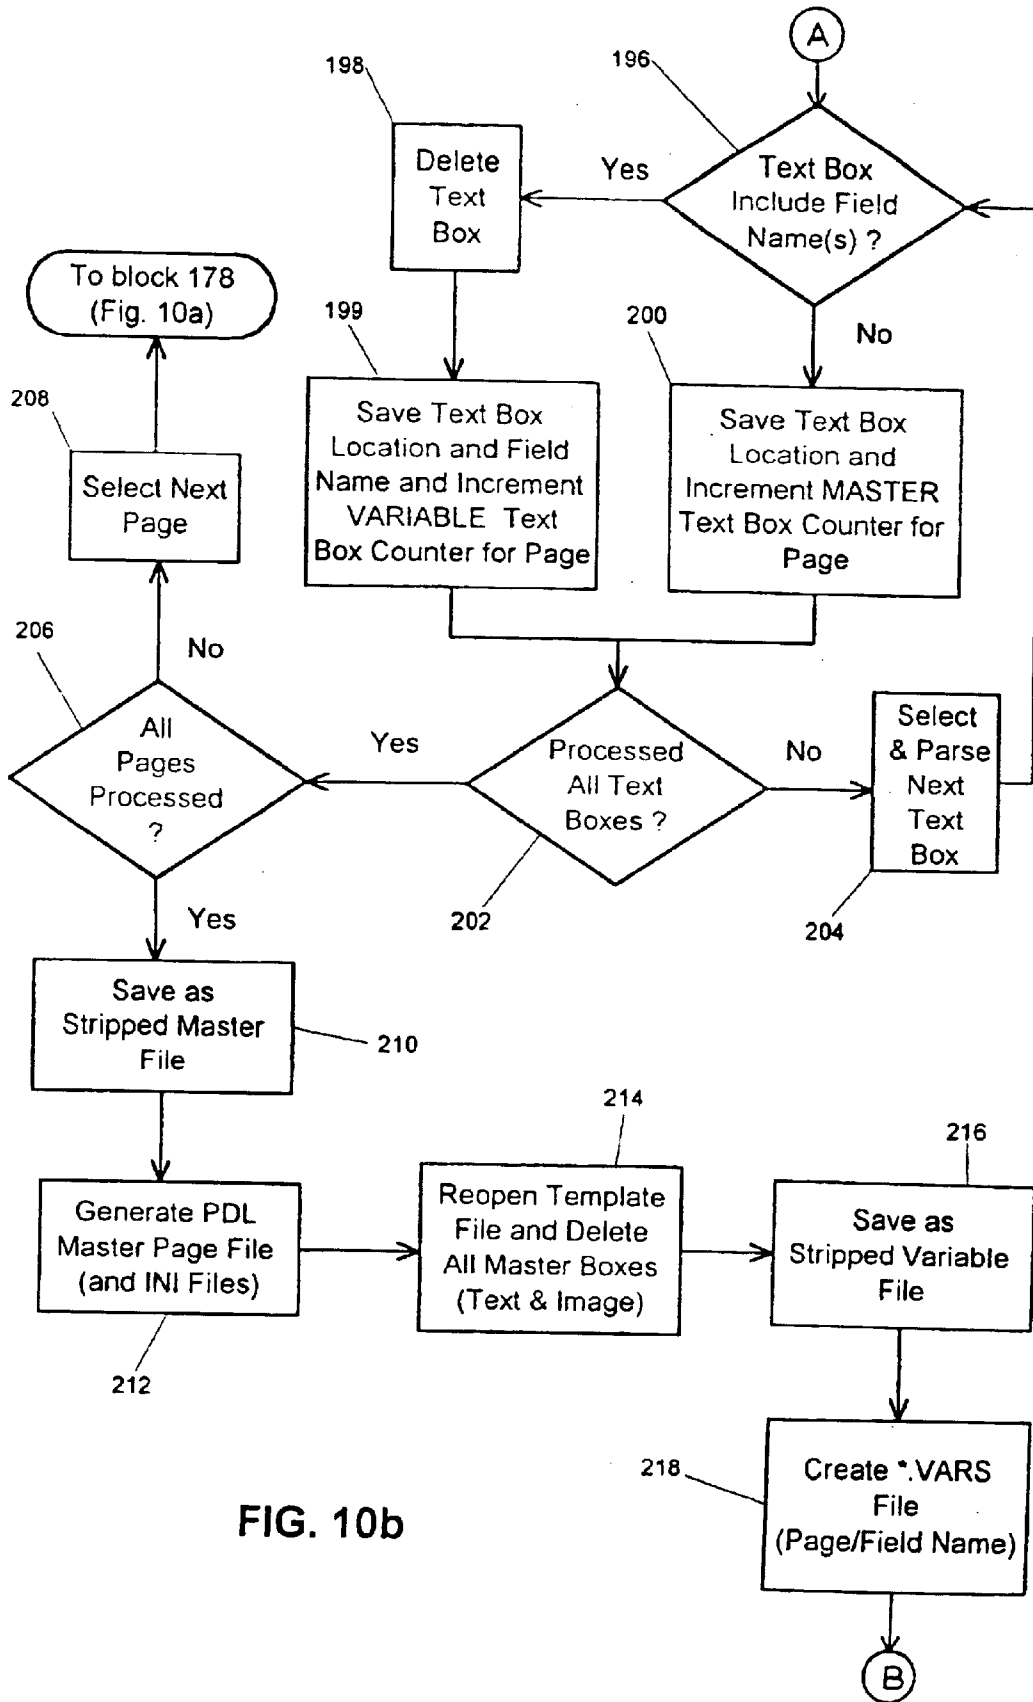 A
196
198
Text Box
Include Field
Name(s) ?
Yes
Delete
Text
Box
To block 178
(Fig. 10a)
No
199
200
208
Save Text Box
Location and Field
Name and Increment
VARIABLE Text
Box Counter for Page
Save Text Box
Location and
Increment MASTER
Text Box Counter for
Page
Select Next
Page
206
No
All
Pages
Processed
?
Yes
Processed
All Text
Boxes ?
No
Select
& Parse
Next
Text
Box
202
204
Yes
Save as
Stripped Master
File
210
214
216
Generate PDL
Master Page File
(and INI Files)
Reopen Template
File and Delete
All Master Boxes
(Text & Image)
Save as
Stripped Variable
File
212
218
Create *.VARS
File
(Page/Field Name)
FIG. 10b
B